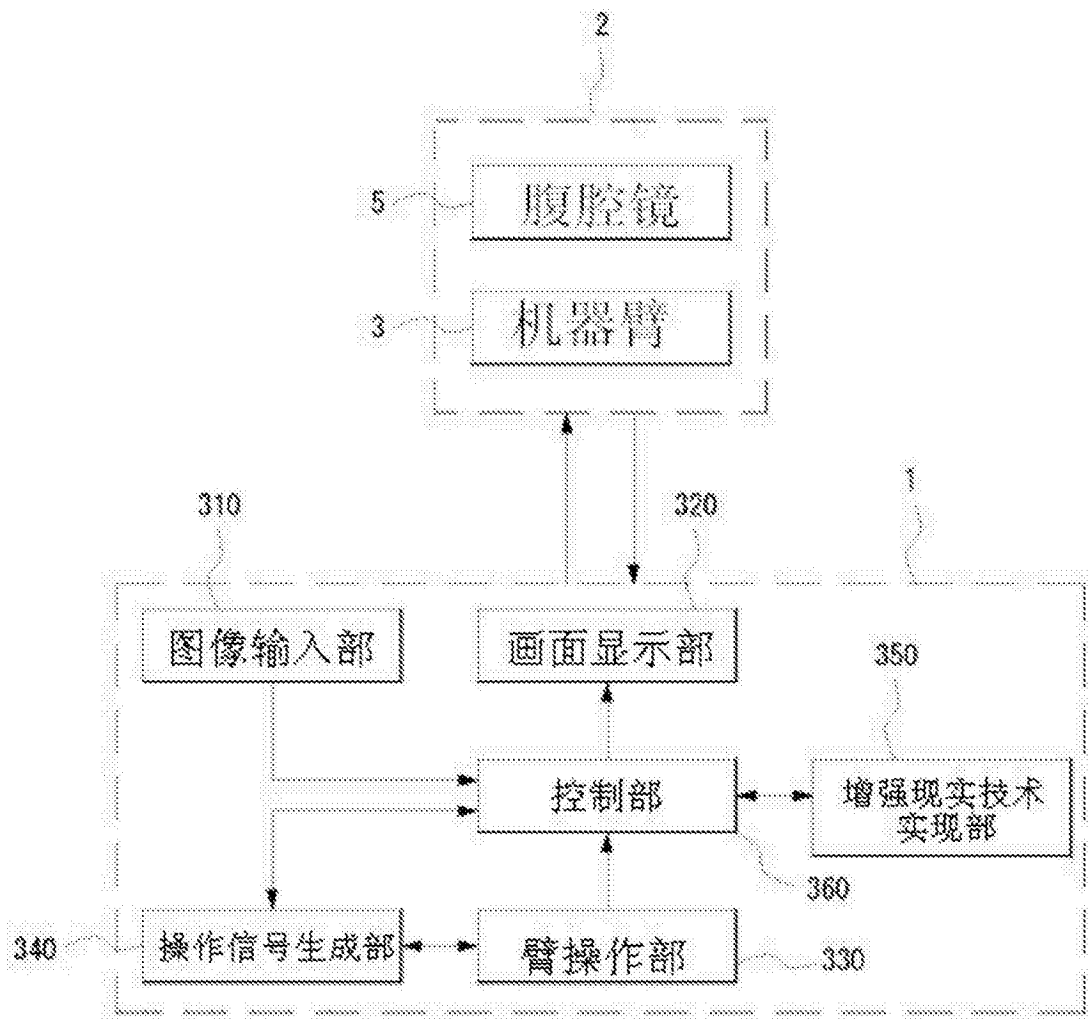 2
5
腹腔镜
3
机器臂
1
310
320
图像输入部
画面显示部
350
控制部
增强现实技术
实现部
360
340
操作信号生成部
臂操作部
330